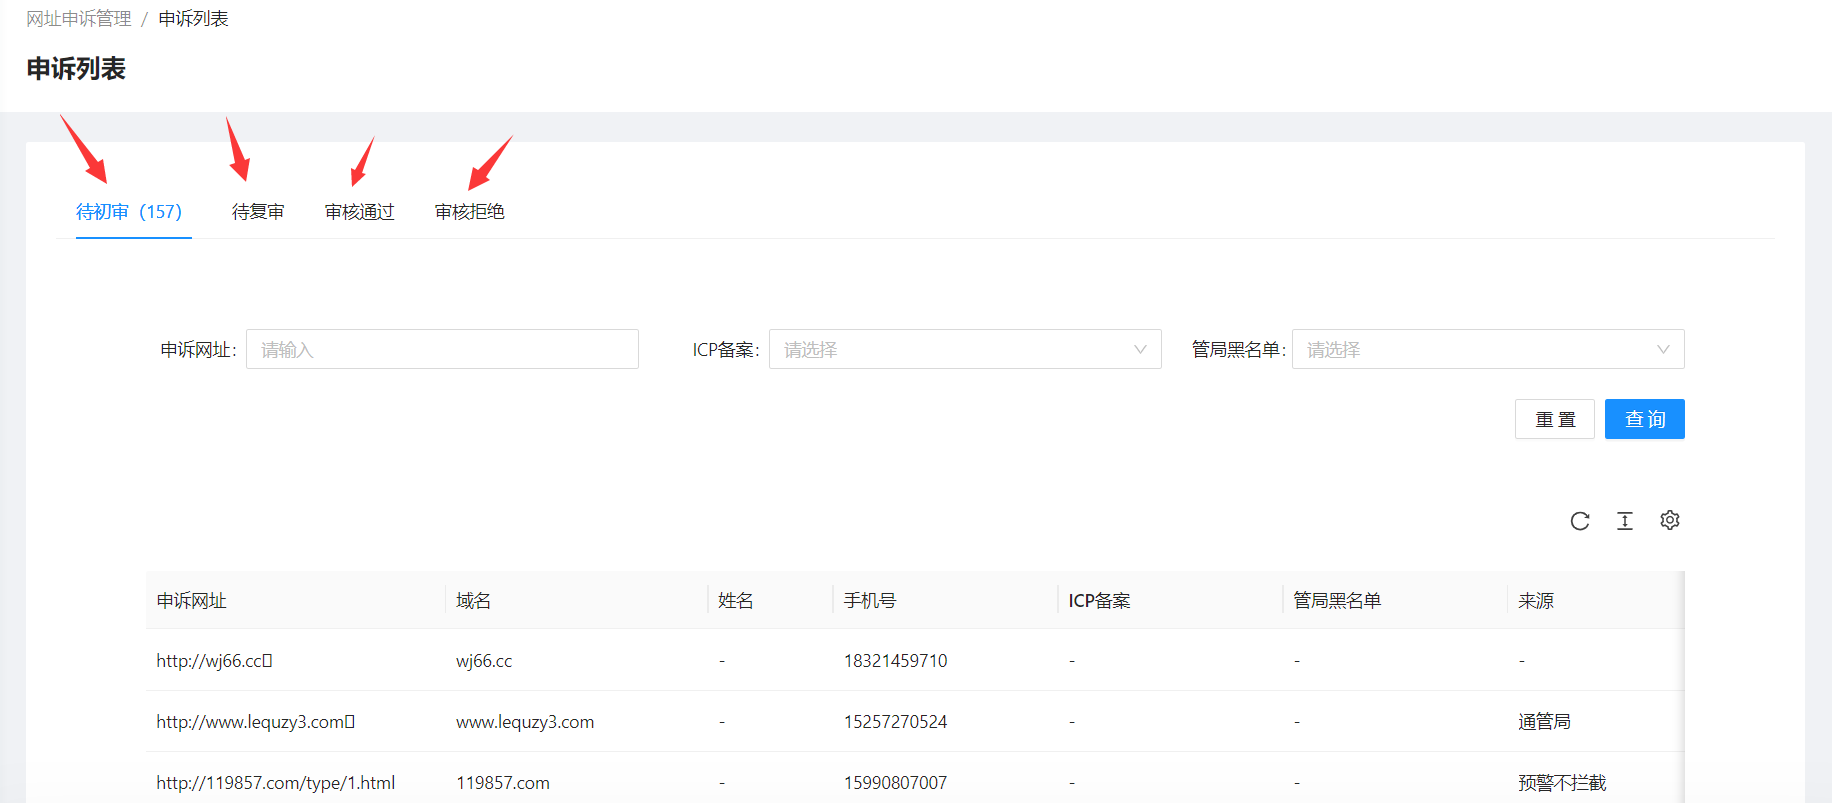 网址申诉管理 / 申诉列表
申诉列表
待初审（157） 待复审 审核通过 审核拒绝
申诉网址: 请输入 ICP备案: 请选择 管局黑名单: 请选择
重 置 查 询
申诉网址 域名 姓名 手机号 ICP备案 管局黑名单 来源
http://wj66.cc▯ wj66.cc - 18321459710 - - -
http://www.lequzy3.com▯ www.lequzy3.com - 15257270524 - - 通管局
http://119857.com/type/1.html 119857.com - 15990807007 - - 预警不拦截